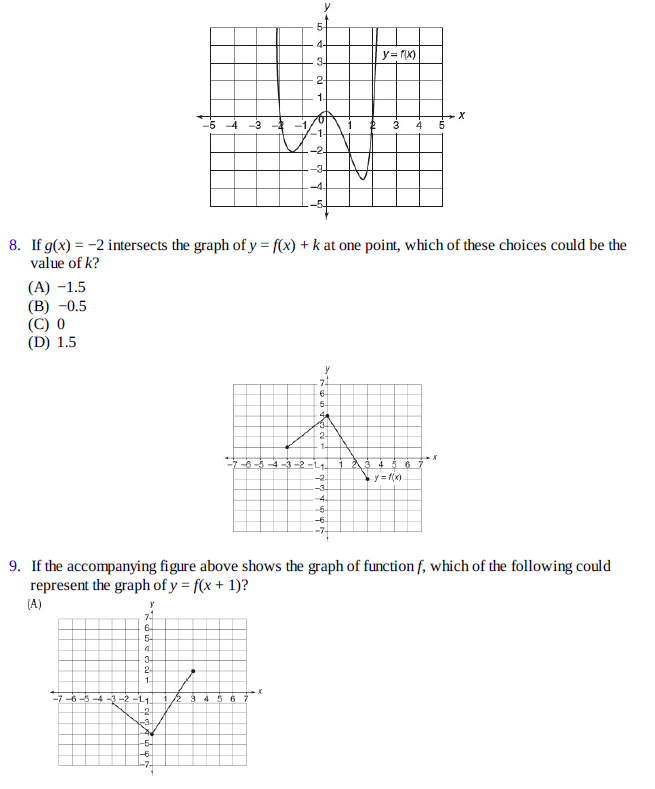 y
5
4
3
2
1
y = f(x)
-5 -4 -3 -2 -1 0 1 2 3 4 5 x
-1
-2
-3
-4
-5
8. If g(x) = −2 intersects the graph of y = f(x) + k at one point, which of these choices could be the
value of k?
(A) −1.5
(B) −0.5
(C) 0
(D) 1.5
y
7
6
5
4
3
2
1
-7 -6 -5 -4 -3 -2 -1 1 2 3 4 5 6 7 x
-1
-2
y = f(x)
-3
-4
-5
-6
-7
9. If the accompanying figure above shows the graph of function f, which of the following could
represent the graph of y = f(x + 1)?
(A)
y
7
6
5
4
3
2
1
-7 -6 -5 -4 -3 -2 -1 1 2 3 4 5 6 7 x
-1
-2
-3
-4
-5
-6
-7